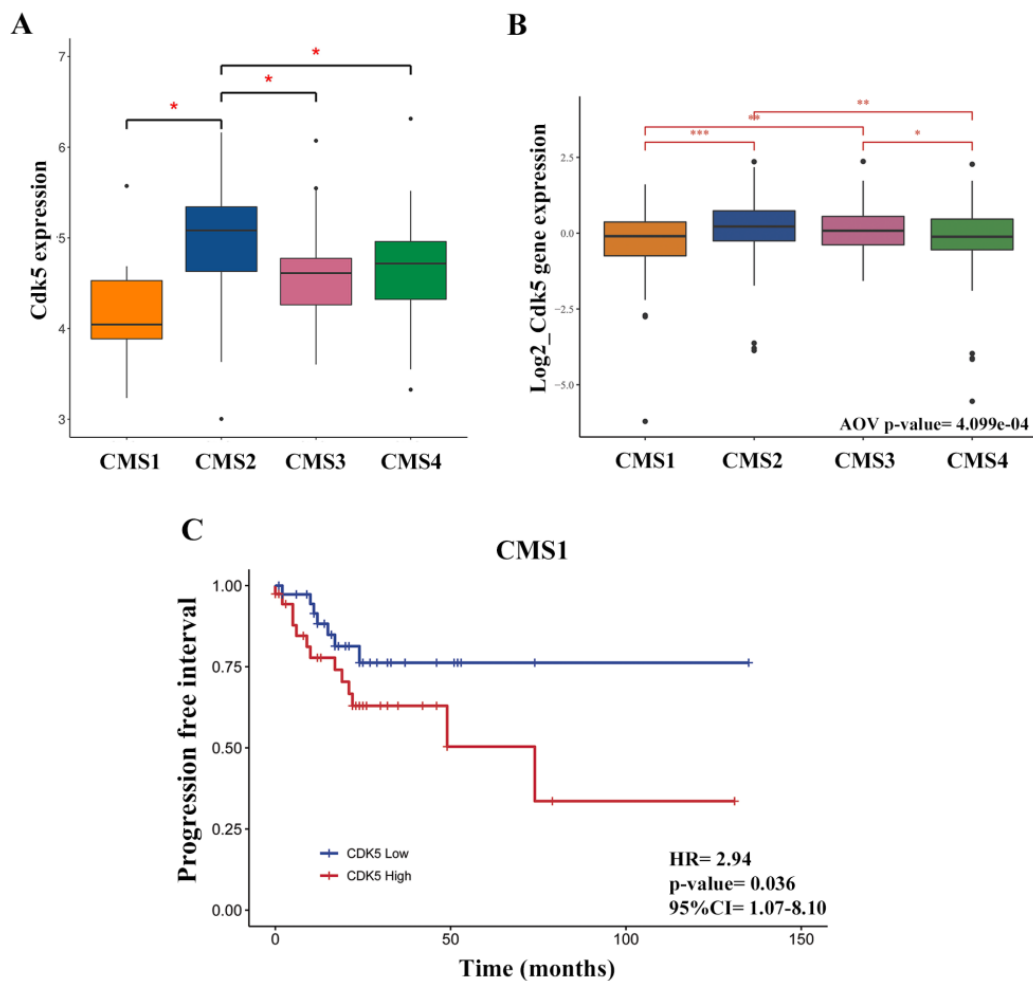 A
Cdk5 expression
7
6
5
4
3
*
*
*
CMS1 CMS2 CMS3 CMS4
B
Log2_Cdk5 gene expression
2.5
0.0
−2.5
−5.0
**
**
***
*
AOV p-value= 4.099e-04
CMS1 CMS2 CMS3 CMS4
C
CMS1
Progression free interval
1.00
0.75
0.50
0.25
0.00
CDK5 Low
CDK5 High
HR= 2.94
p-value= 0.036
95%CI= 1.07-8.10
0 50 100 150
Time (months)